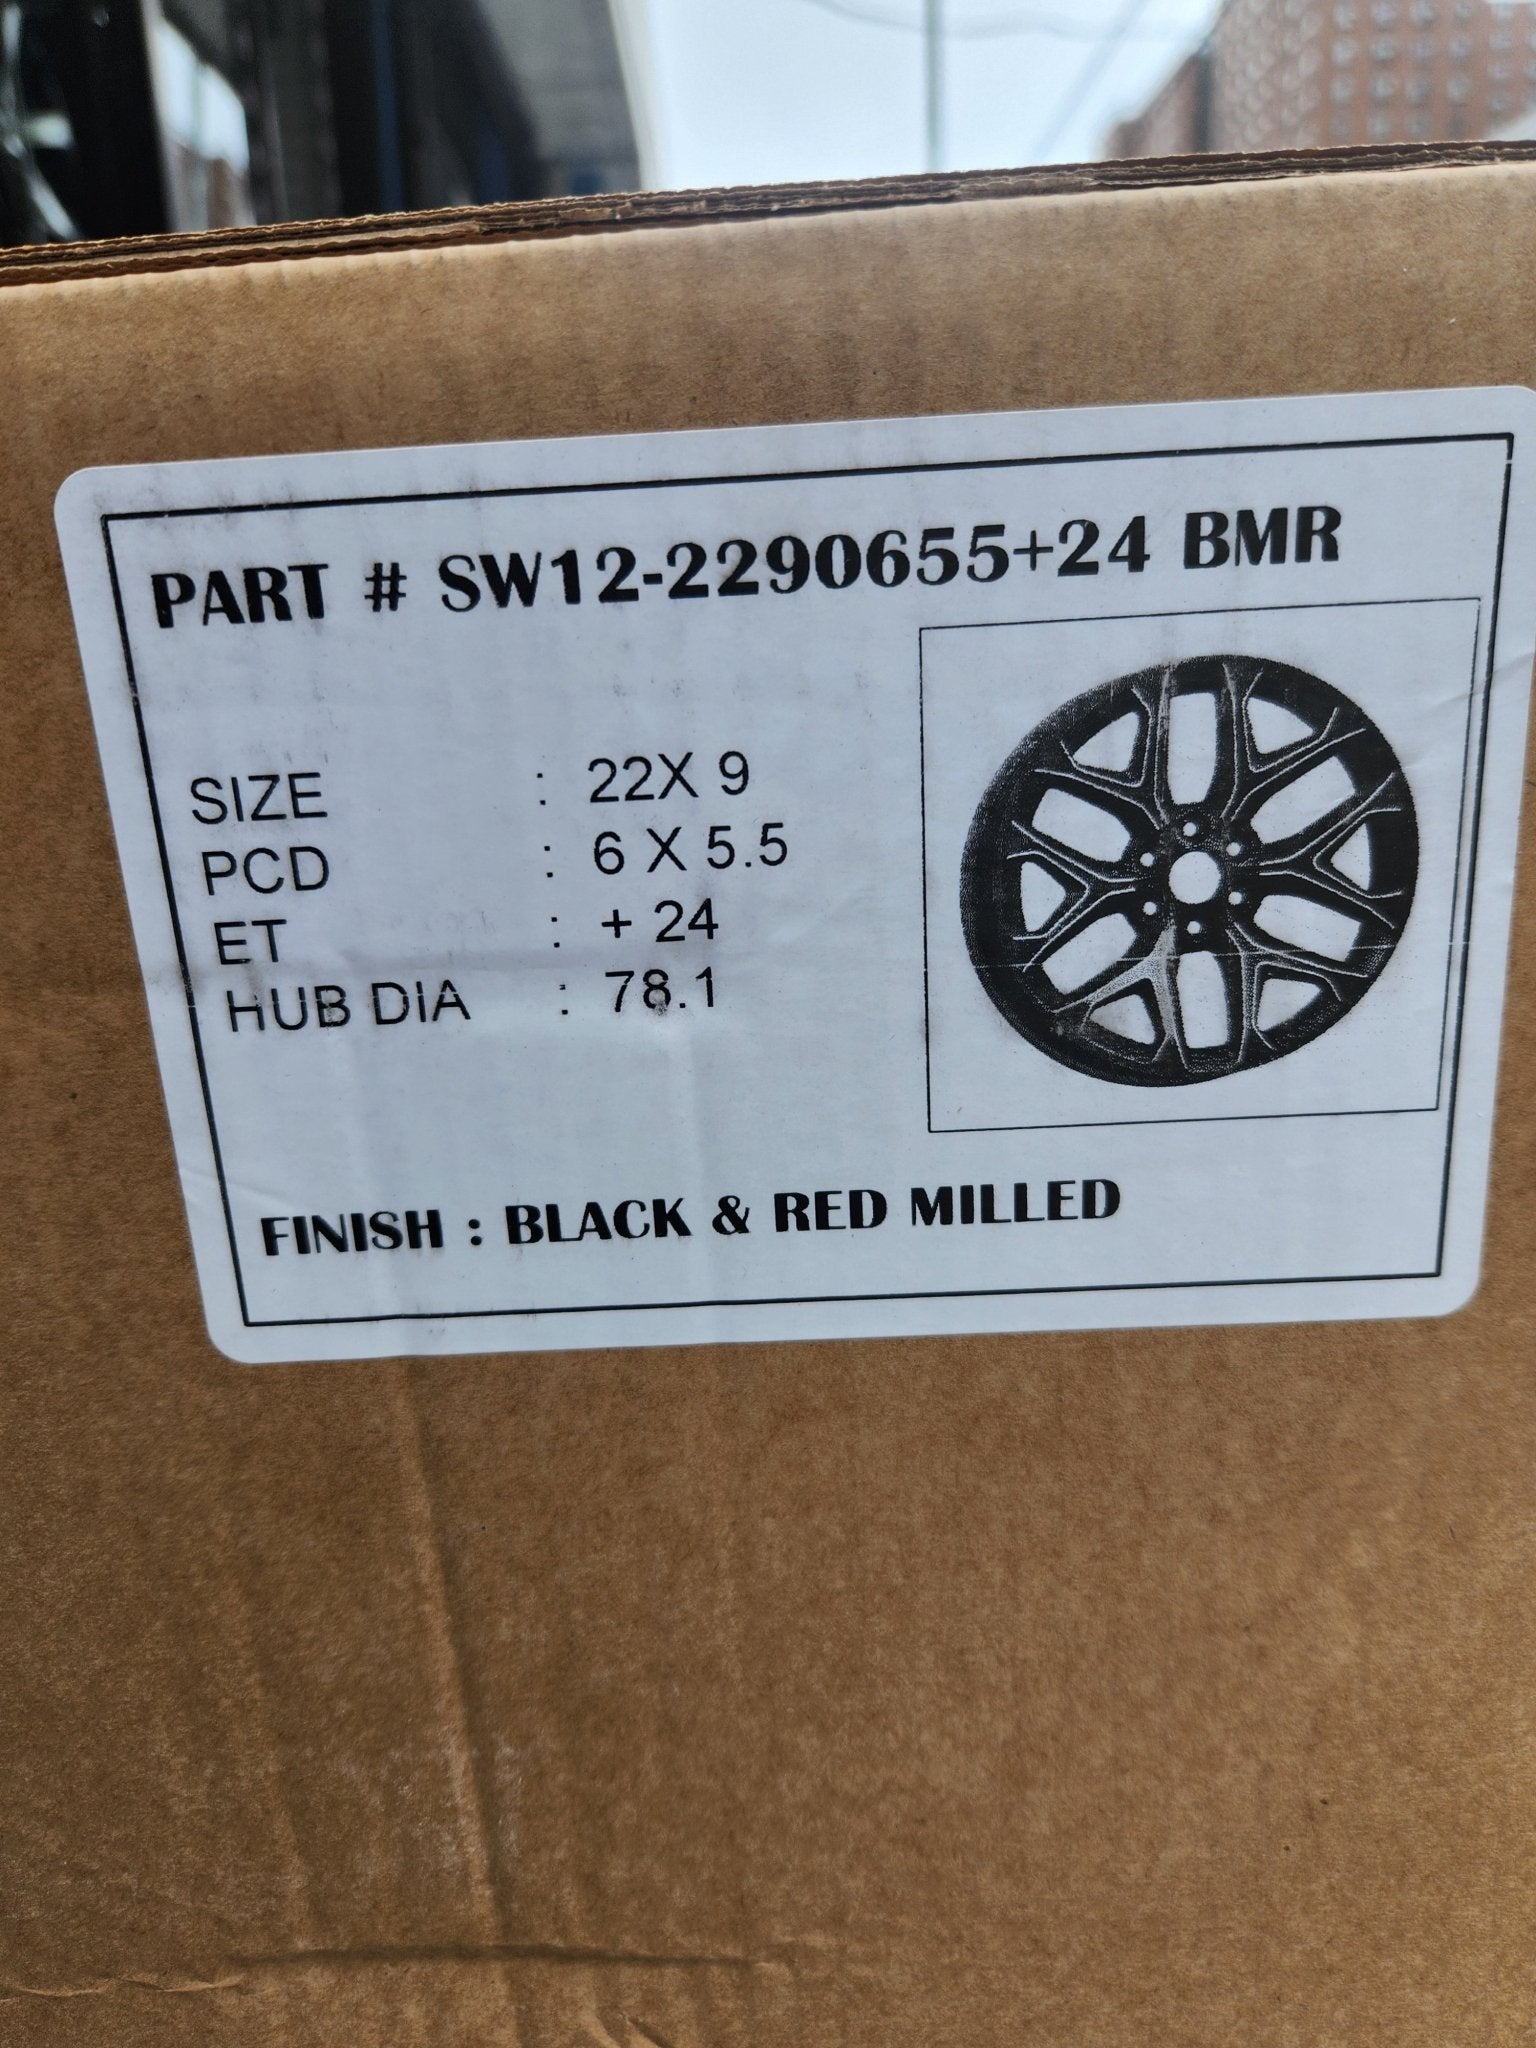 PART # SW12-2290655+24 BMR
SIZE : 22X 9
PCD : 6 X 5.5
ET : + 24
HUB DIA : 78.1
FINISH : BLACK & RED MILLED